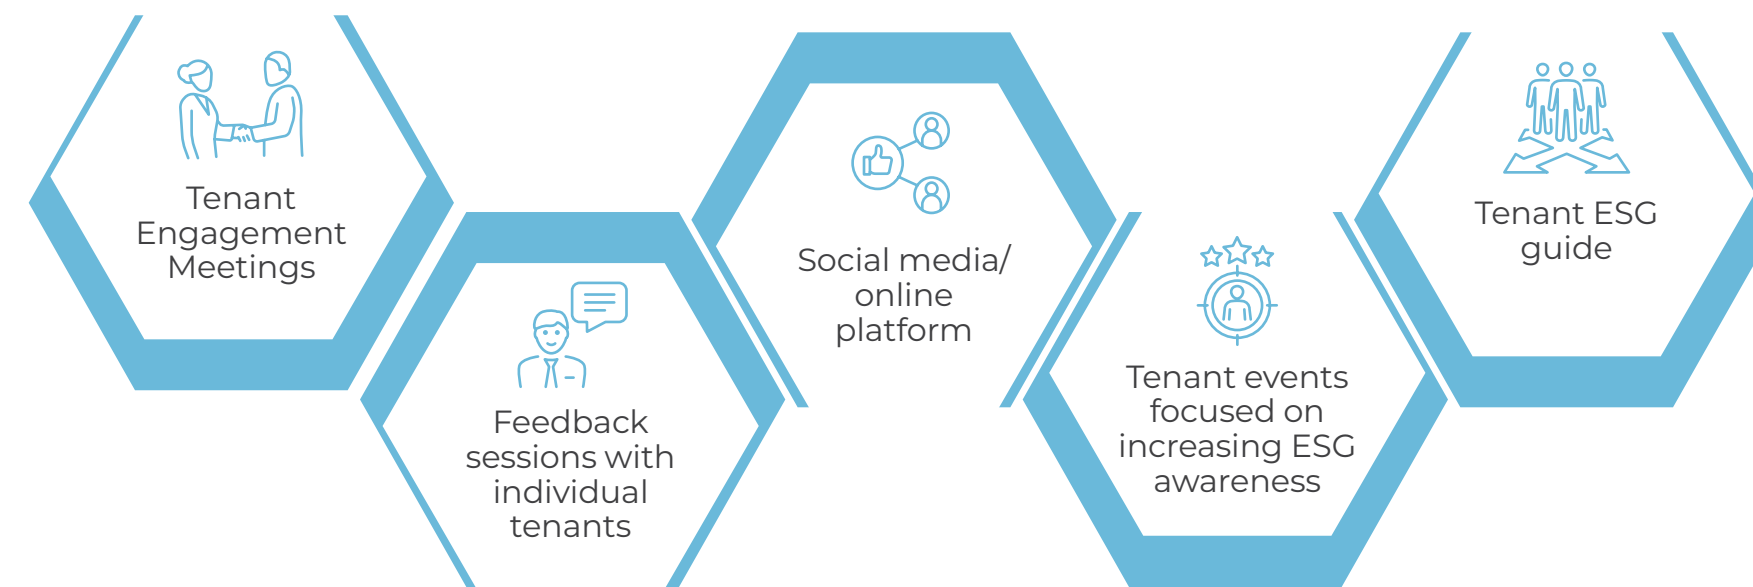 Tenant
Engagement
Meetings
Feedback
sessions with
individual
tenants
Social media/
online
platform
Tenant events
focused on
increasing ESG
awareness
Tenant ESG
guide